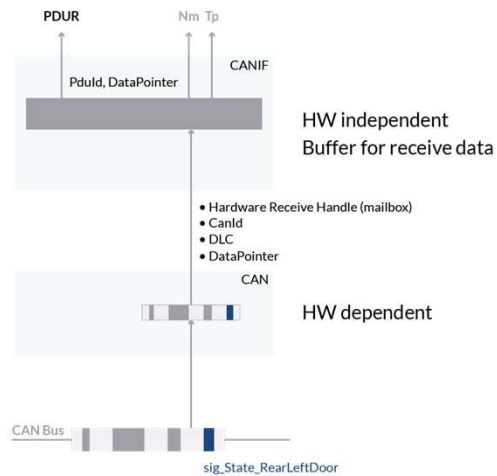 PDUR Nm Tp
CANIF
PduId, DataPointer
HW independent
Buffer for receive data
• Hardware Receive Handle (mailbox)
• CanId
• DLC
• DataPointer
CAN
HW dependent
CAN Bus
sig_State_RearLeftDoor